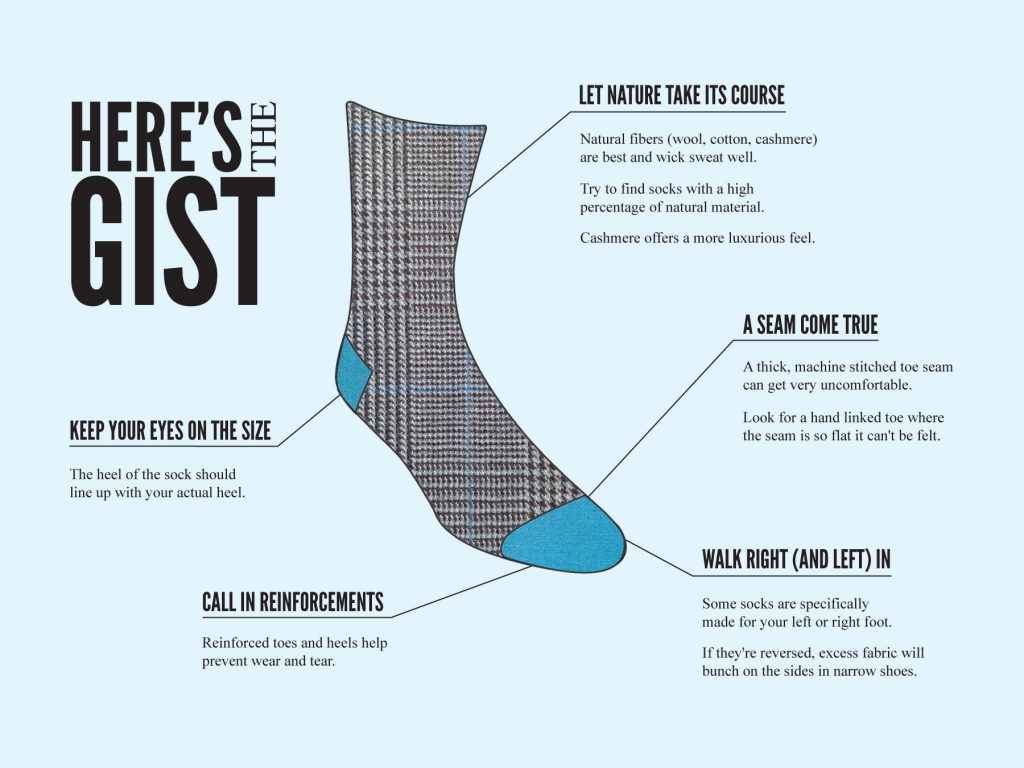 HERE'S THE
GIST
LET NATURE TAKE ITS COURSE
Natural fibers (wool, cotton, cashmere)
are best and wick sweat well.
Try to find socks with a high
percentage of natural material.
Cashmere offers a more luxurious feel.
A SEAM COME TRUE
A thick, machine stitched toe seam
can get very uncomfortable.
Look for a hand linked toe where
the seam is so flat it can't be felt.
KEEP YOUR EYES ON THE SIZE
The heel of the sock should
line up with your actual heel.
WALK RIGHT (AND LEFT) IN
Some socks are specifically
made for your left or right foot.
If they're reversed, excess fabric will
bunch on the sides in narrow shoes.
CALL IN REINFORCEMENTS
Reinforced toes and heels help
prevent wear and tear.